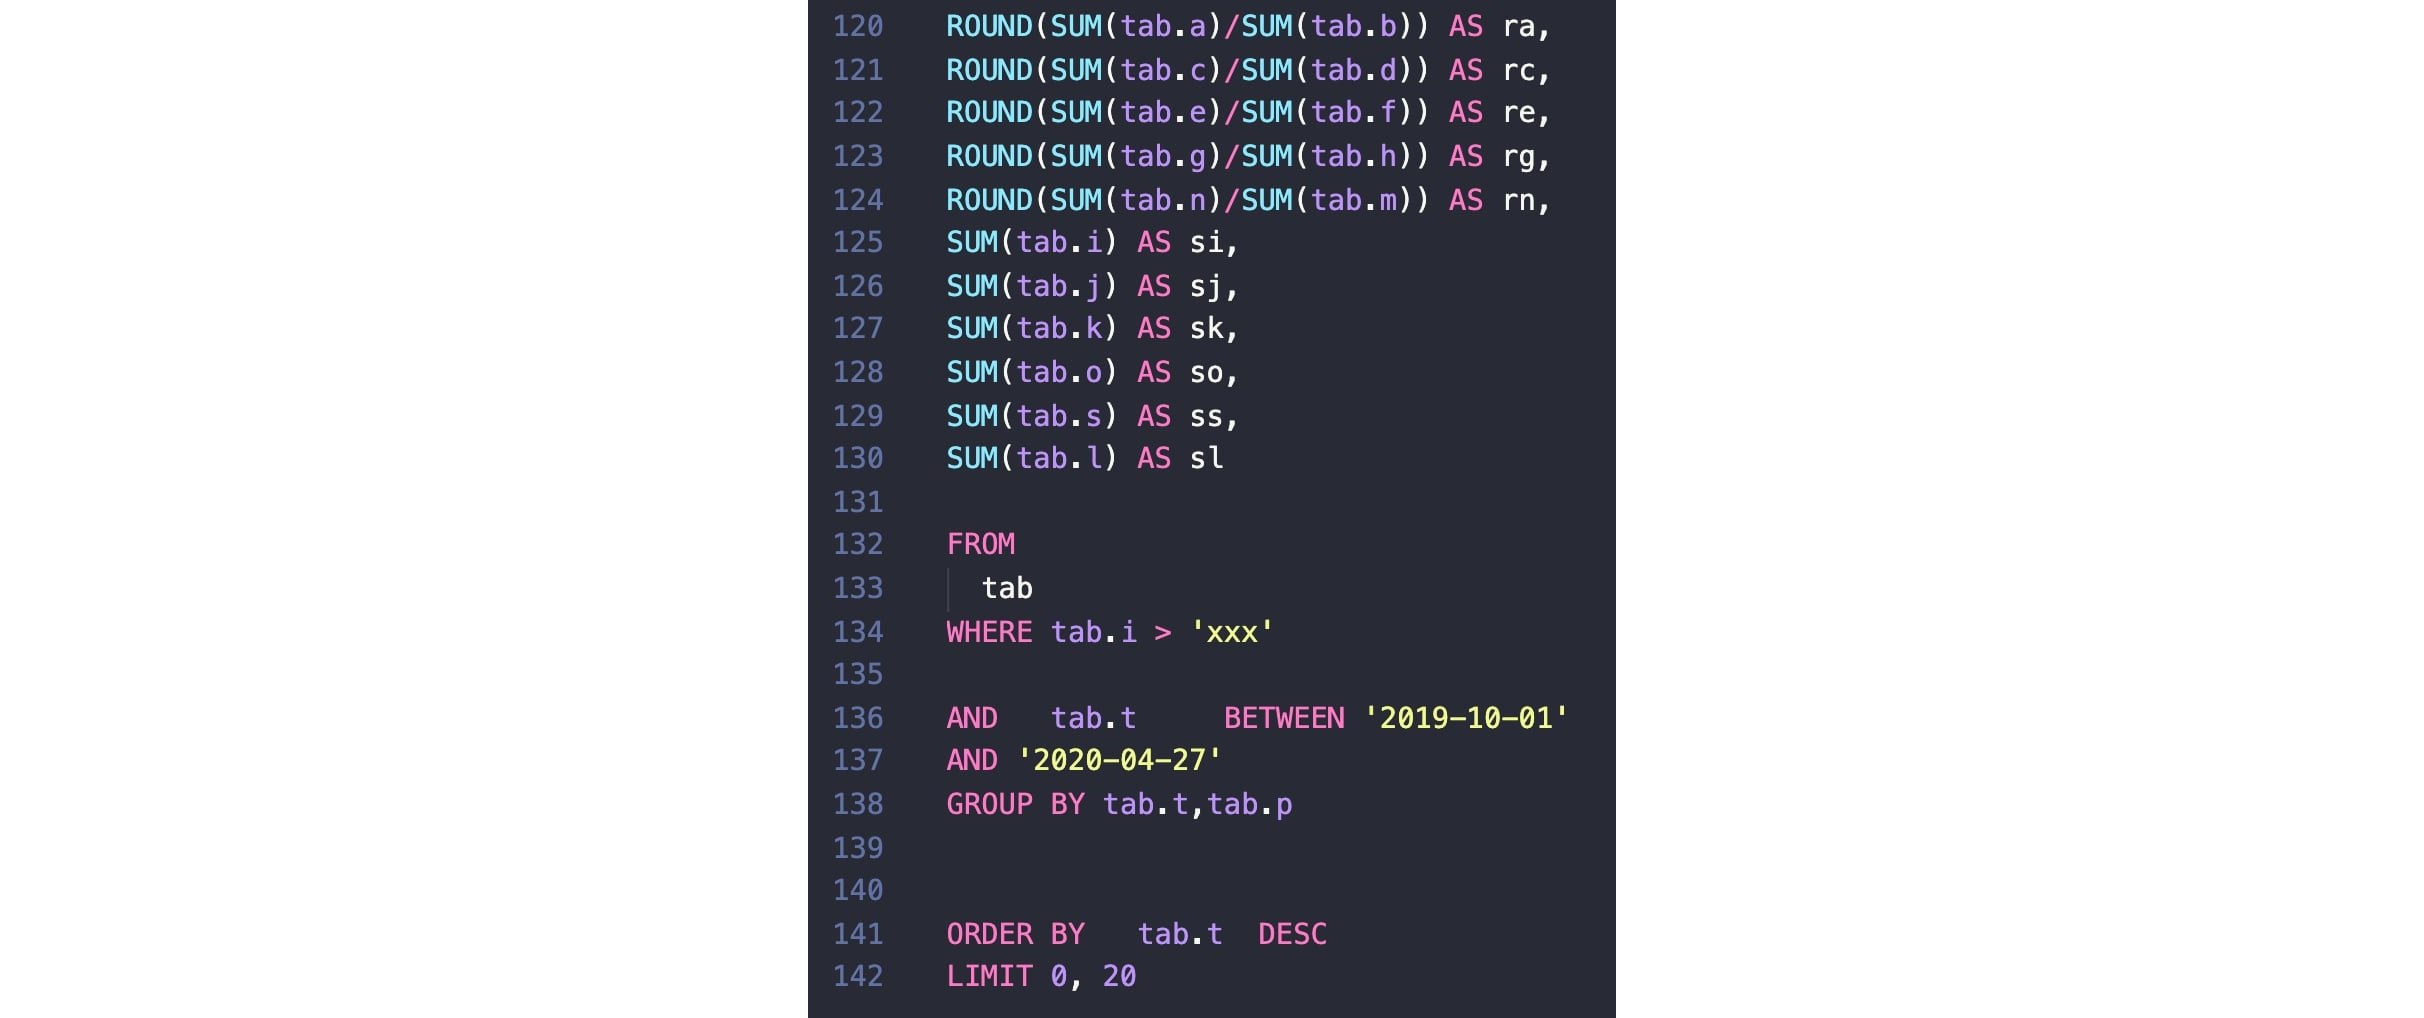 120 ROUND(SUM(tab.a)/SUM(tab.b)) AS ra,
121 ROUND(SUM(tab.c)/SUM(tab.d)) AS rc,
122 ROUND(SUM(tab.e)/SUM(tab.f)) AS re,
123 ROUND(SUM(tab.g)/SUM(tab.h)) AS rg,
124 ROUND(SUM(tab.n)/SUM(tab.m)) AS rn,
125 SUM(tab.i) AS si,
126 SUM(tab.j) AS sj,
127 SUM(tab.k) AS sk,
128 SUM(tab.o) AS so,
129 SUM(tab.s) AS ss,
130 SUM(tab.l) AS sl
131
132 FROM
133 tab
134 WHERE tab.i > 'xxx'
135
136 AND tab.t BETWEEN '2019-10-01'
137 AND '2020-04-27'
138 GROUP BY tab.t,tab.p
139
140
141 ORDER BY tab.t DESC
142 LIMIT 0, 20